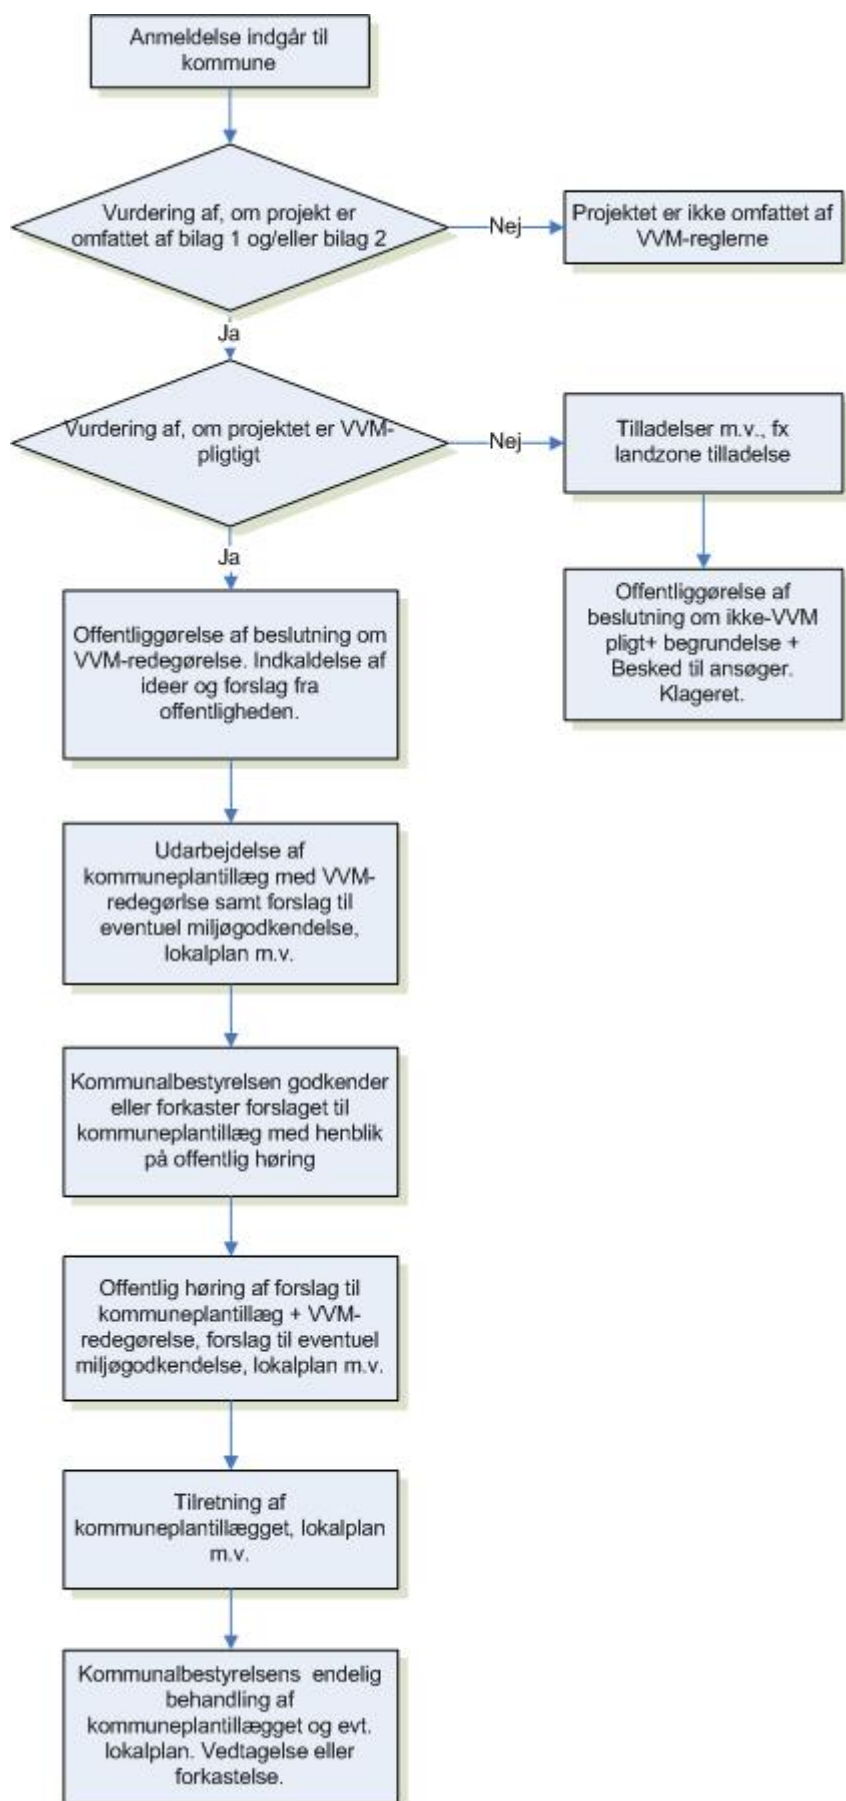 Anmeldelse indgår til
kommune
Vurdering af, om projekt er
omfattet af bilag 1 og/eller bilag 2
Nej
Projektet er ikke omfattet af
VVM-reglerne
Ja
Vurdering af, om projektet er VVM-
pligtigt
Nej
Tilladelser m.v., fx
landzone tilladelse
Ja
Offentliggørelse af
beslutning om ikke-VVM
pligt+ begrundelse +
Besked til ansøger.
Klageret.
Offentliggørelse af beslutning om
VVM-redegørelse. Indkaldelse af
ideer og forslag fra
offentligheden.
Udarbejdelse af
kommuneplantillæg med VVM-
redegørlse samt forslag til
eventuel miljøgodkendelse,
lokalplan m.v.
Kommunalbestyrelsen godkender
eller forkaster forslaget til
kommuneplantillæg med henblik
på offentlig høring
Offentlig høring af forslag til
kommuneplantillæg + VVM-
redegørelse, forslag til eventuel
miljøgodkendelse, lokalplan m.v.
Tilretning af
kommuneplantillægget, lokalplan
m.v.
Kommunalbestyrelsens endelig
behandling af
kommuneplantillægget og evt.
lokalplan. Vedtagelse eller
forkastelse.